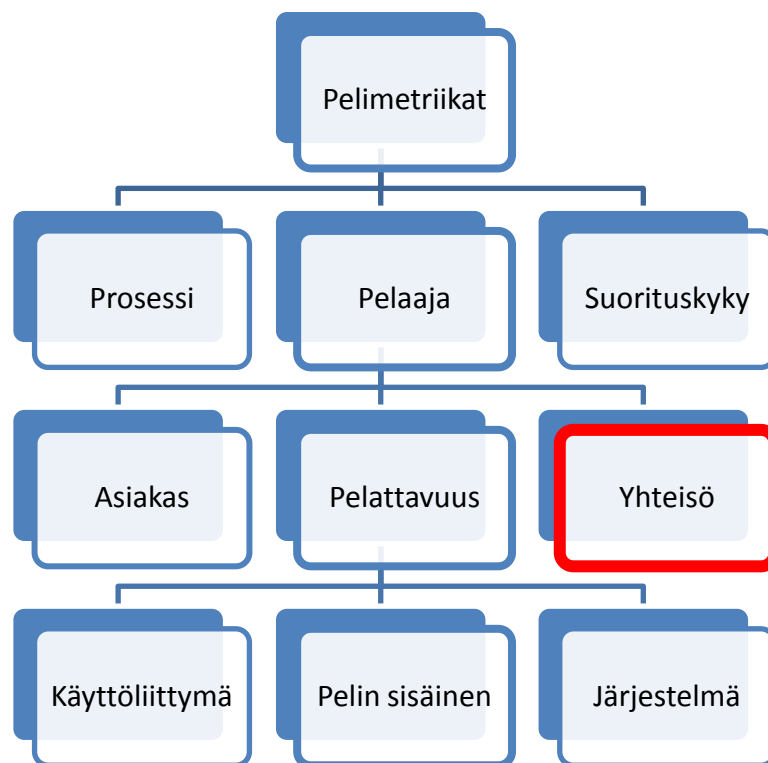 Pelimetriikat
Prosessi
Pelaaja
Suorituskyky
Asiakas
Pelattavuus
Yhteisö
Käyttöliittymä
Pelin sisäinen
Järjestelmä